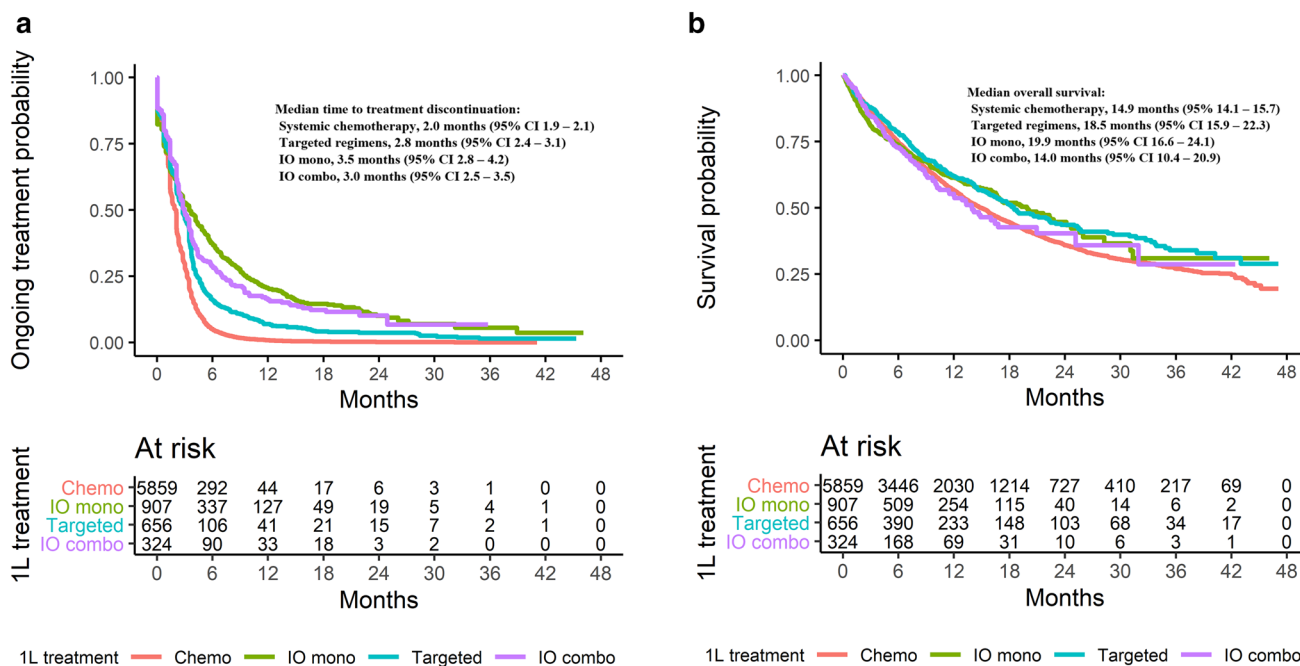 a
Ongoing treatment probability
1.00
0.75
0.50
0.25
0.00
Median time to treatment discontinuation:
Systemic chemotherapy, 2.0 months (95% CI 1.9 – 2.1)
Targeted regimens, 2.8 months (95% CI 2.4 – 3.1)
IO mono, 3.5 months (95% CI 2.8 – 4.2)
IO combo, 3.0 months (95% CI 2.5 – 3.5)
0 6 12 18 24 30 36 42 48
Months
At risk
1L treatment
Chemo 5859 292 44 17 6 3 1 0 0
IO mono 907 337 127 49 19 5 4 1 0
Targeted 656 106 41 21 15 7 2 1 0
IO combo 324 90 33 18 3 2 0 0 0
0 6 12 18 24 30 36 42 48
Months
1L treatment Chemo IO mono Targeted IO combo
b
Survival probability
1.00
0.75
0.50
0.25
0.00
Median overall survival:
Systemic chemotherapy, 14.9 months (95% 14.1 – 15.7)
Targeted regimens, 18.5 months (95% CI 15.9 – 22.3)
IO mono, 19.9 months (95% CI 16.6 – 24.1)
IO combo, 14.0 months (95% CI 10.4 – 20.9)
0 6 12 18 24 30 36 42 48
Months
At risk
1L treatment
Chemo 5859 3446 2030 1214 727 410 217 69 0
IO mono 907 509 254 115 40 14 6 2 0
Targeted 656 390 233 148 103 68 34 17 0
IO combo 324 168 69 31 10 6 3 1 0
0 6 12 18 24 30 36 42 48
Months
1L treatment Chemo IO mono Targeted IO combo